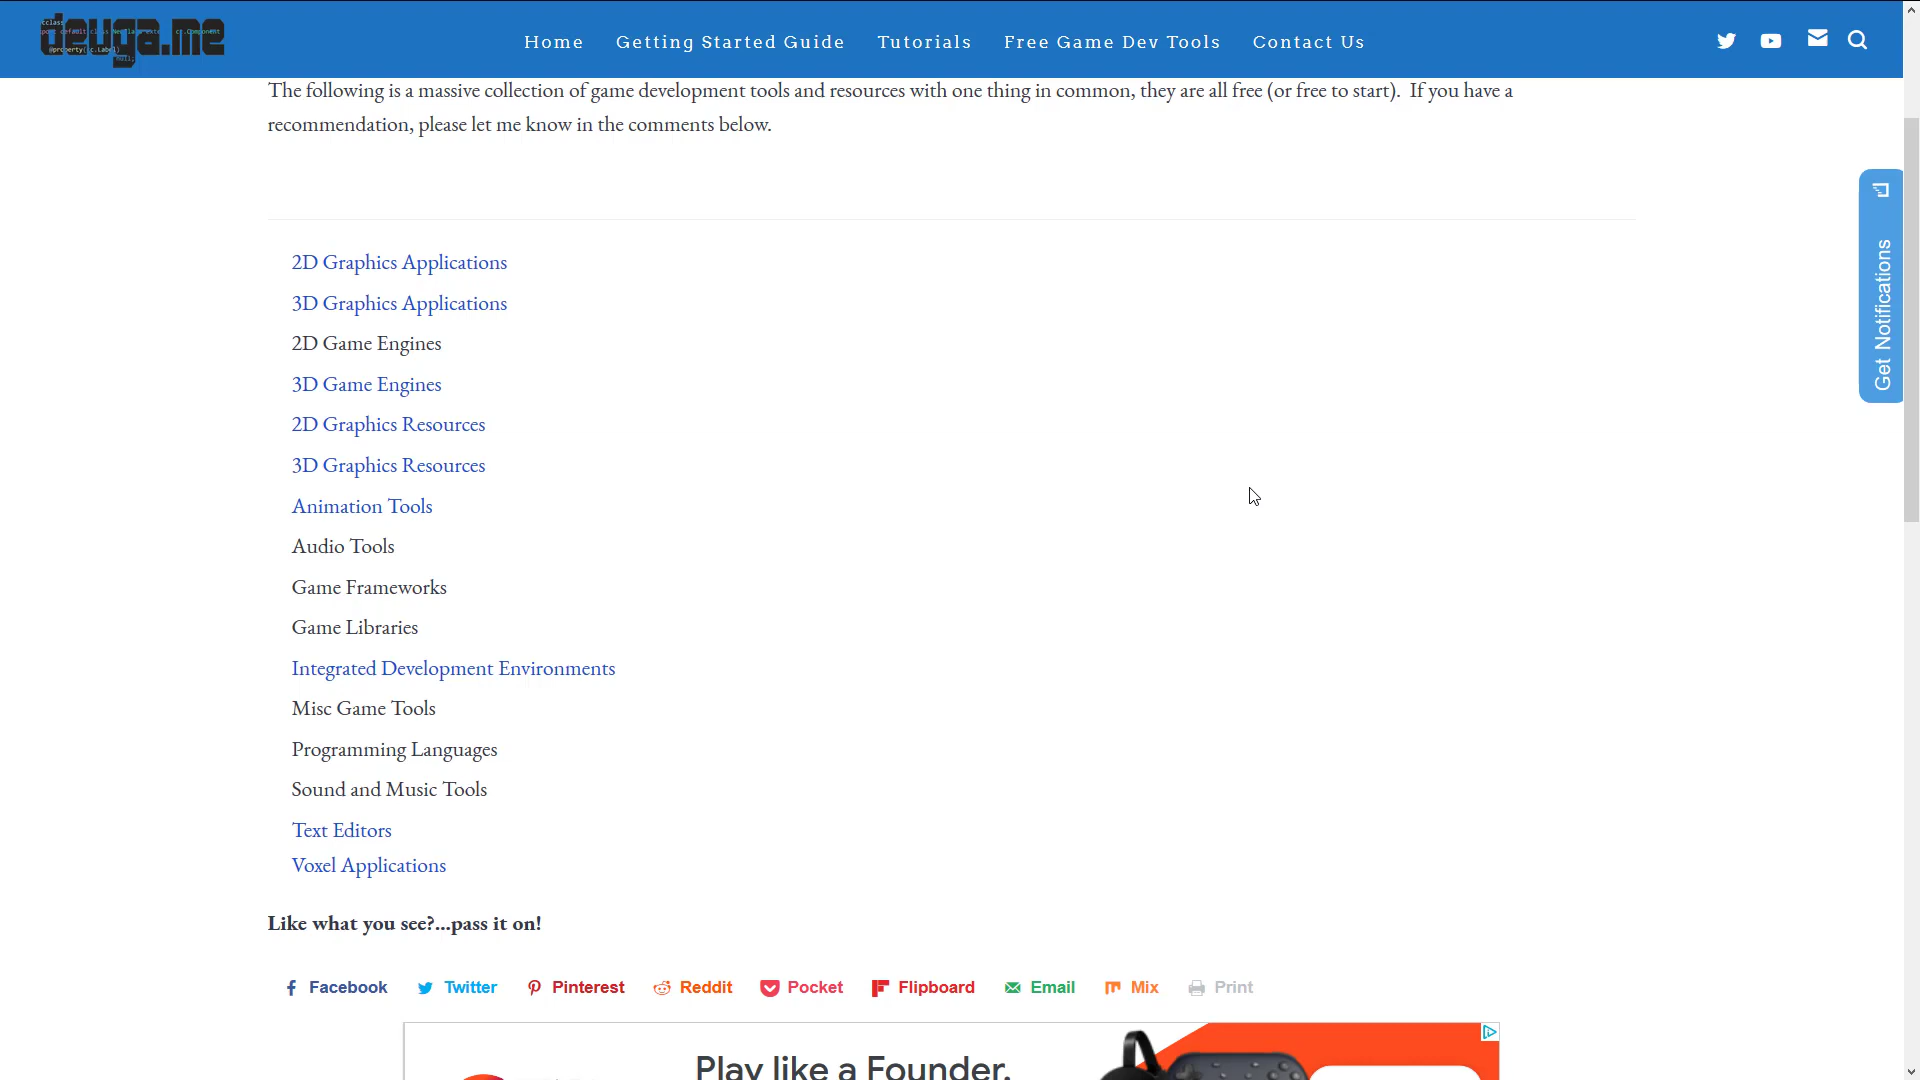 devga.me
Home Getting Started Guide Tutorials Free Game Dev Tools Contact Us
The following is a massive collection of game development tools and resources with one thing in common, they are all free (or free to start). If you have a
recommendation, please let me know in the comments below.
Get Notifications
2D Graphics Applications
3D Graphics Applications
2D Game Engines
3D Game Engines
2D Graphics Resources
3D Graphics Resources
Animation Tools
Audio Tools
Game Frameworks
Game Libraries
Integrated Development Environments
Misc Game Tools
Programming Languages
Sound and Music Tools
Text Editors
Voxel Applications
Like what you see?...pass it on!
Facebook Twitter Pinterest Reddit Pocket Flipboard Email Mix Print
Play like a Founder.